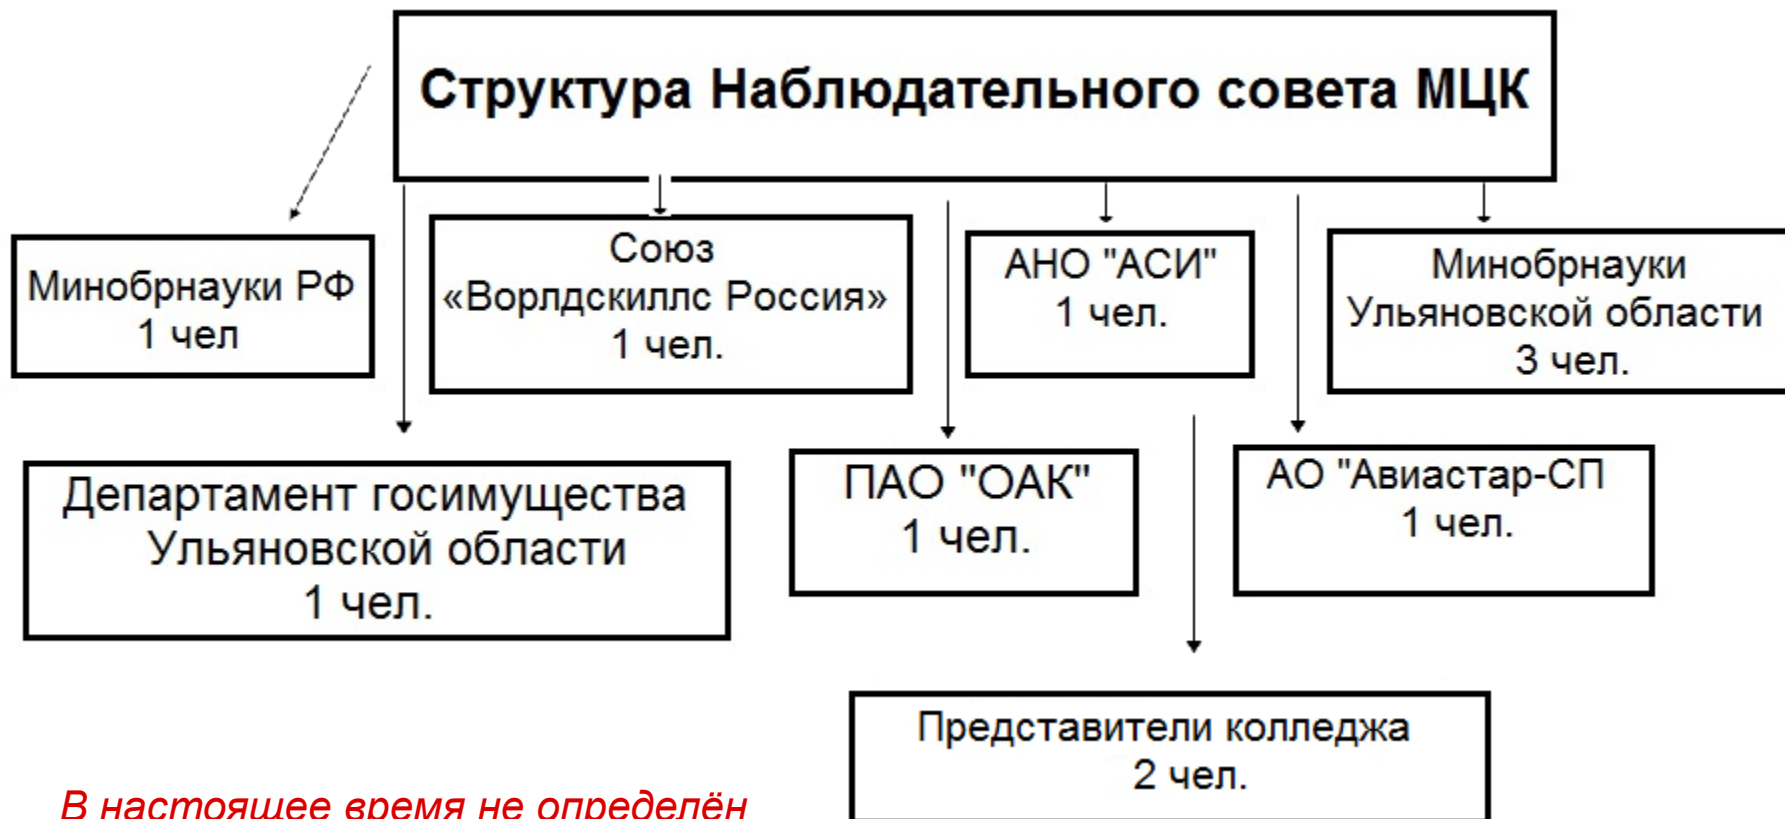 Структура Наблюдательного совета МЦК
Минобрнауки РФ
1 чел
Союз
«Ворлдскиллс Россия»
1 чел.
АНО "АСИ"
1 чел.
Минобрнауки
Ульяновской области
3 чел.
Департамент госимущества
Ульяновской области
1 чел.
ПАО "ОАК"
1 чел.
АО "Авиастар-СП
1 чел.
Представители колледжа
2 чел.
В настоящее время не определён